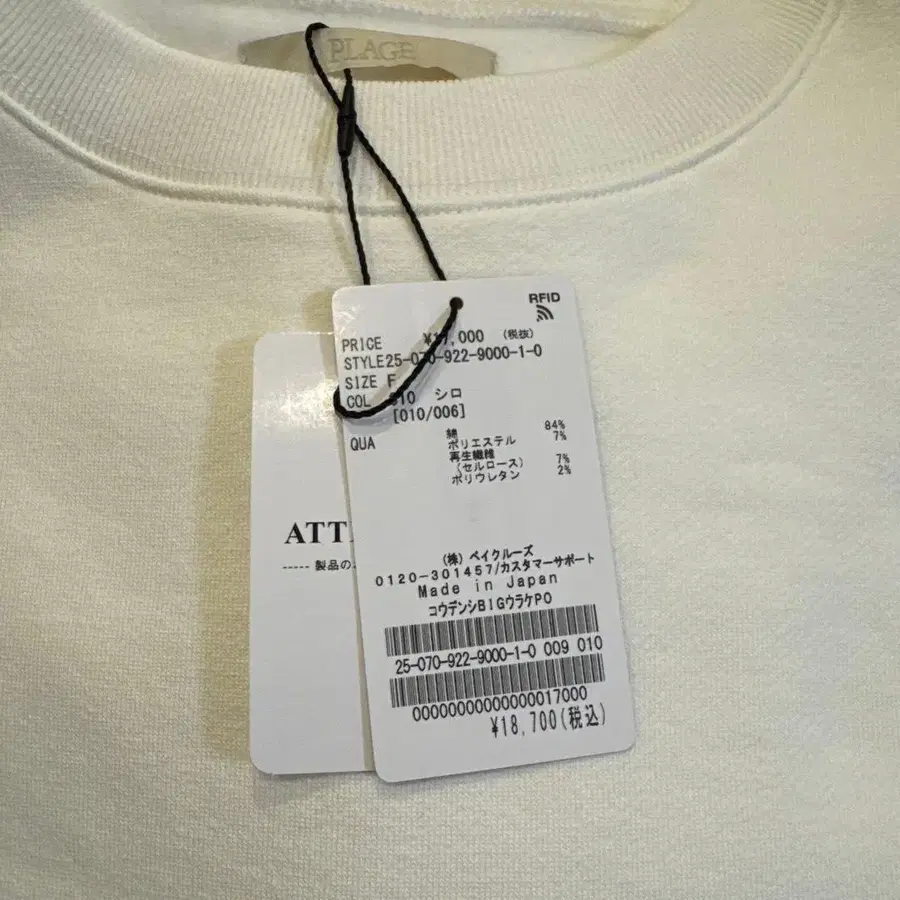 PLAGE
RFID
PRICE ¥17,000 (税抜)
STYLE25-070-922-9000-1-0
SIZE F
COL 010 シロ
[010/006]
QUA 綿 84%
ポリエステル 7%
再生繊維
(セルロース) 7%
ポリウレタン 2%
(株) ベイクルーズ
0120-301457/カスタマーサポート
Made in Japan
コウデンシBIGウラケPO
25-070-922-9000-1-0 009 010
00000000000000017000
¥18,700(税込)
ATT
----- 製品の